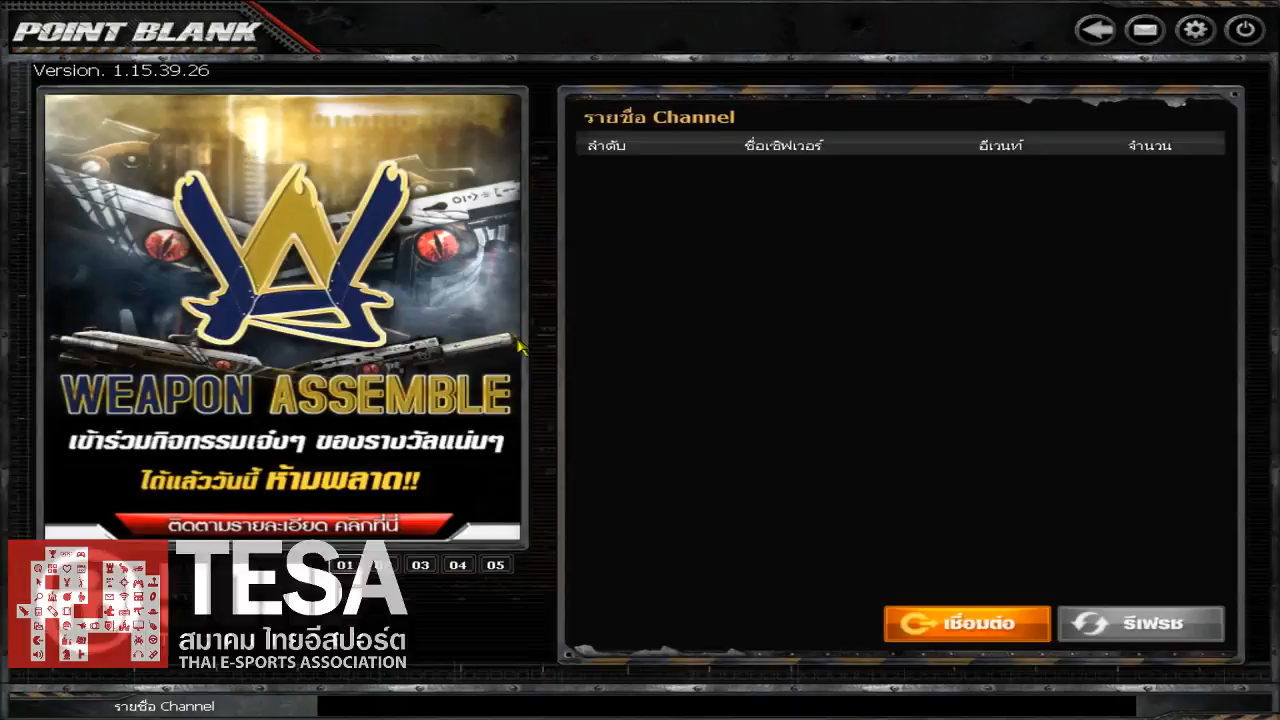 POINT BLANK
Version. 1.15.39.26
WEAPON ASSEMBLE
เข้าร่วมกิจกรรมเจ๋งๆ ของรางวัลแน่นๆ
ได้แล้ววันนี้ ห้ามพลาด!!
ติดตามรายละเอียด คลิกที่นี่
01 03 04 05
TESA
สมาคม ไทยอีสปอร์ต
THAI E-SPORTS ASSOCIATION
รายชื่อ Channel
ลำดับ ชื่อเซิฟเวอร์ อีเวนท์ จำนวน
เชื่อมต่อ รีเฟรช
รายชื่อ Channel